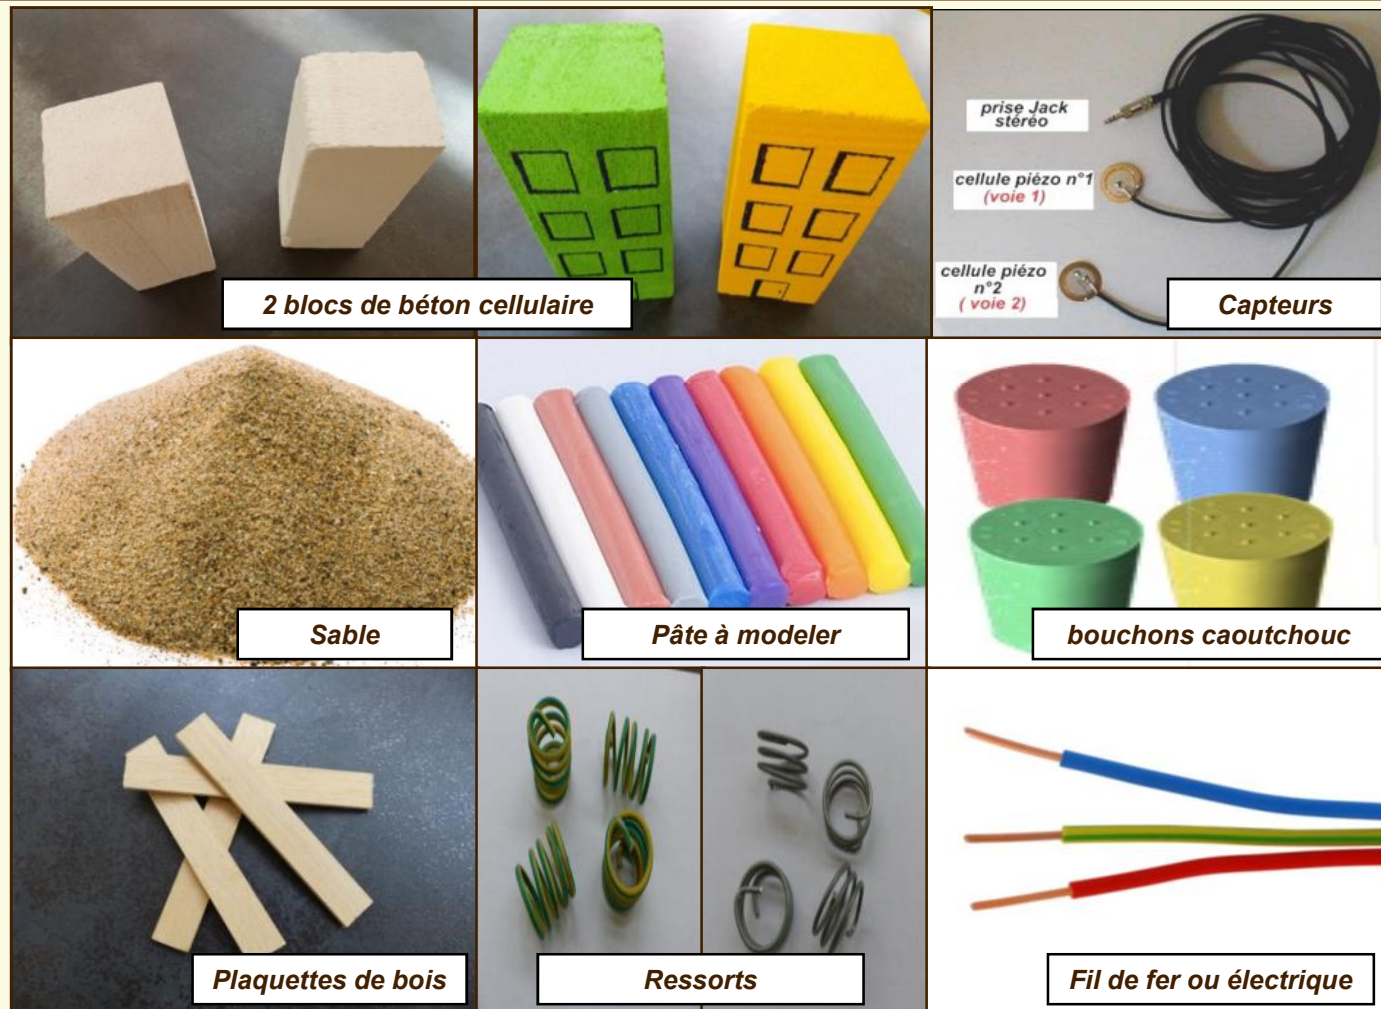 prise Jack
stéréo
cellule piézo n°1
(voie 1)
cellule piézo
n°2
( voie 2)
2 blocs de béton cellulaire
Capteurs
Sable
Pâte à modeler
bouchons caoutchouc
Plaquettes de bois
Ressorts
Fil de fer ou électrique